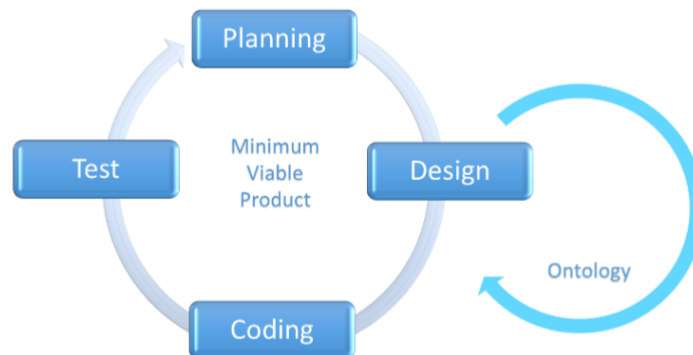 Planning
Minimum
Viable
Product
Test
Design
Ontology
Coding